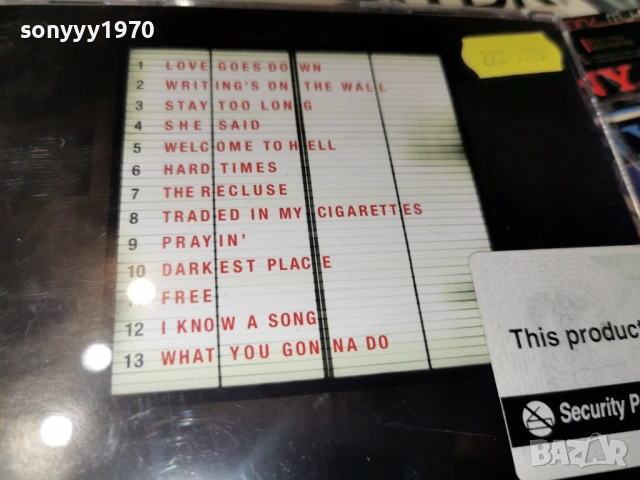 sonyyy1970
1 LOVE GOES DOWN
2 WRITING'S ON THE WALL
3 STAY TOO LONG
4 SHE SAID
5 WELCOME TO HELL
6 HARD TIMES
7 THE RECLUSE
8 TRADED IN MY CIGARETTES
9 PRAYIN'
10 DARKEST PLACE
FREE
12 I KNOW A SONG
13 WHAT YOU GONNA DO
This product
Security P
BAZAR